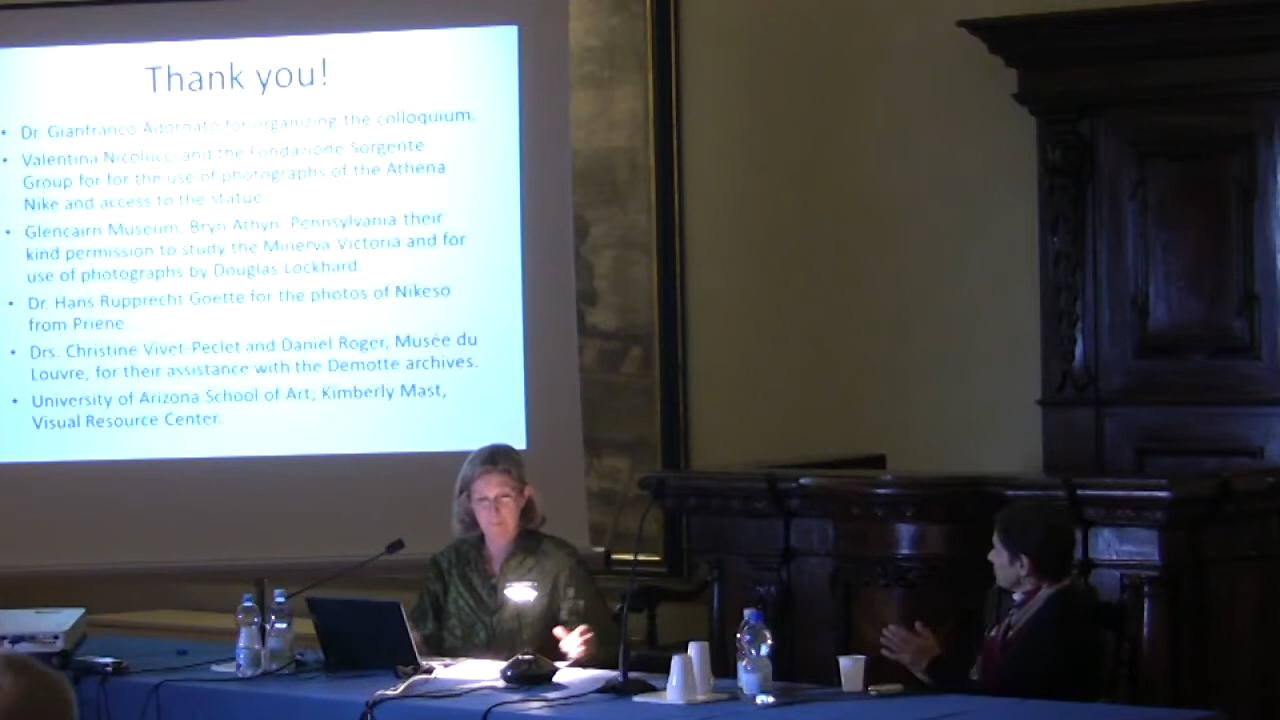 Thank you!
• Dr. Gianfranco Adornato for organizing the colloquium.
• Valentina Nicolucci and the Fondazione Sorgente
Group for for the use of photographs of the Athena
Nike and access to the statue.
• Glencairn Museum, Bryn Athyn, Pennsylvania their
kind permission to study the Minerva Victoria and for
use of photographs by Douglas Lockhard.
• Dr. Hans Rupprecht Goette for the photos of Nikeso
from Priene.
• Drs. Christine Vivet-Peclet and Daniel Roger, Musée du
Louvre, for their assistance with the Demotte archives.
• University of Arizona School of Art; Kimberly Mast,
Visual Resource Center.